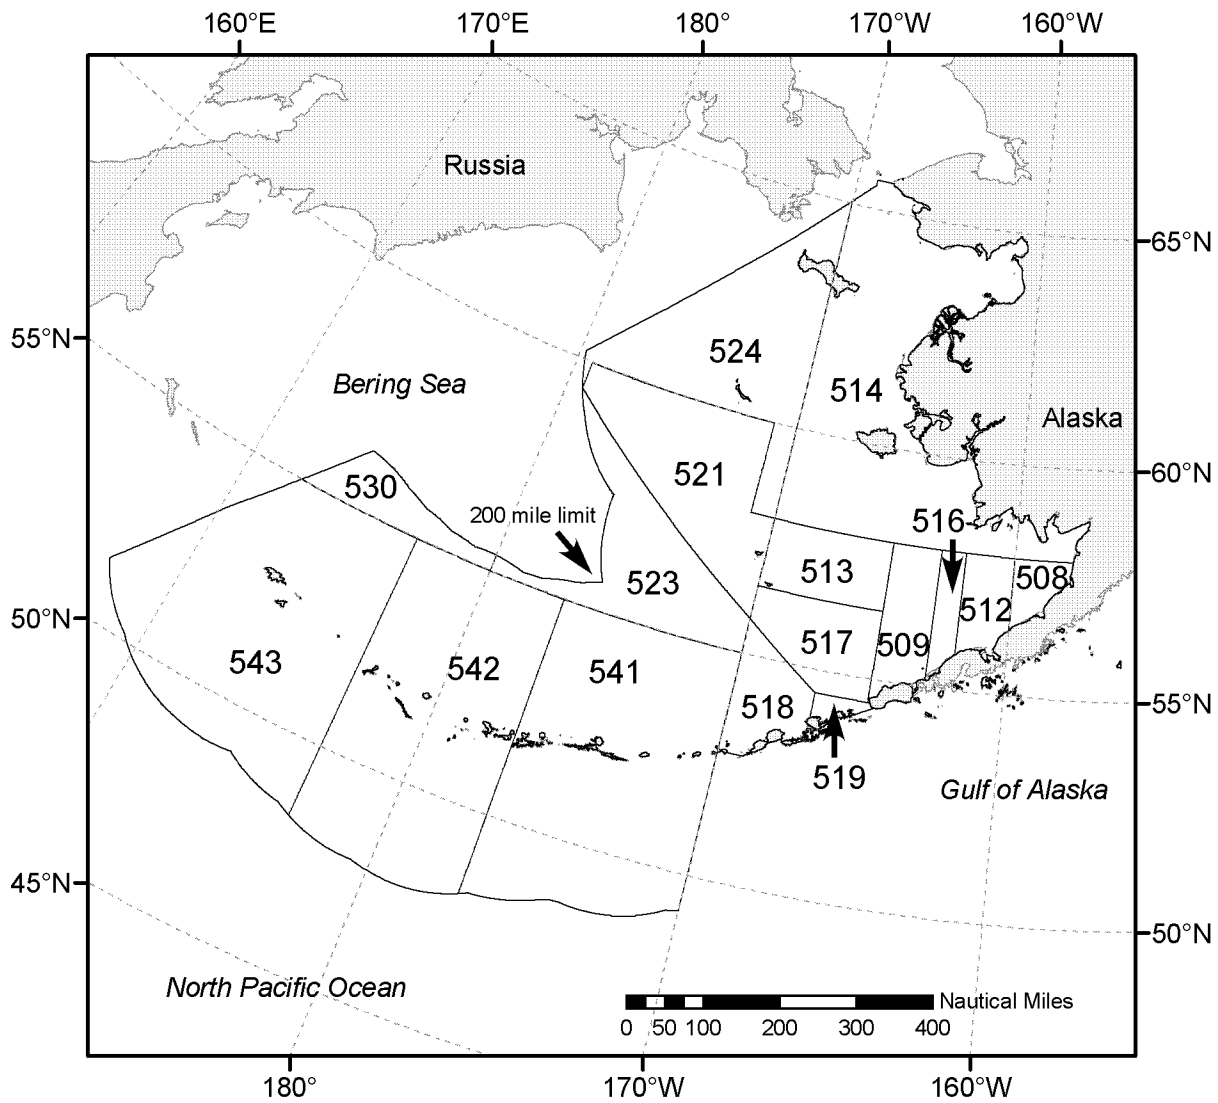 160°E
170°E
180°
170°W
160°W
Russia
65°N
55°N
524
Bering Sea
514
Alaska
521
60°N
530
200 mile limit
516
513
508
523
512
50°N
517
509
543
542
541
518
55°N
519
Gulf of Alaska
45°N
50°N
North Pacific Ocean
Nautical Miles
0 50 100 200 300 400
180°
170°W
160°W